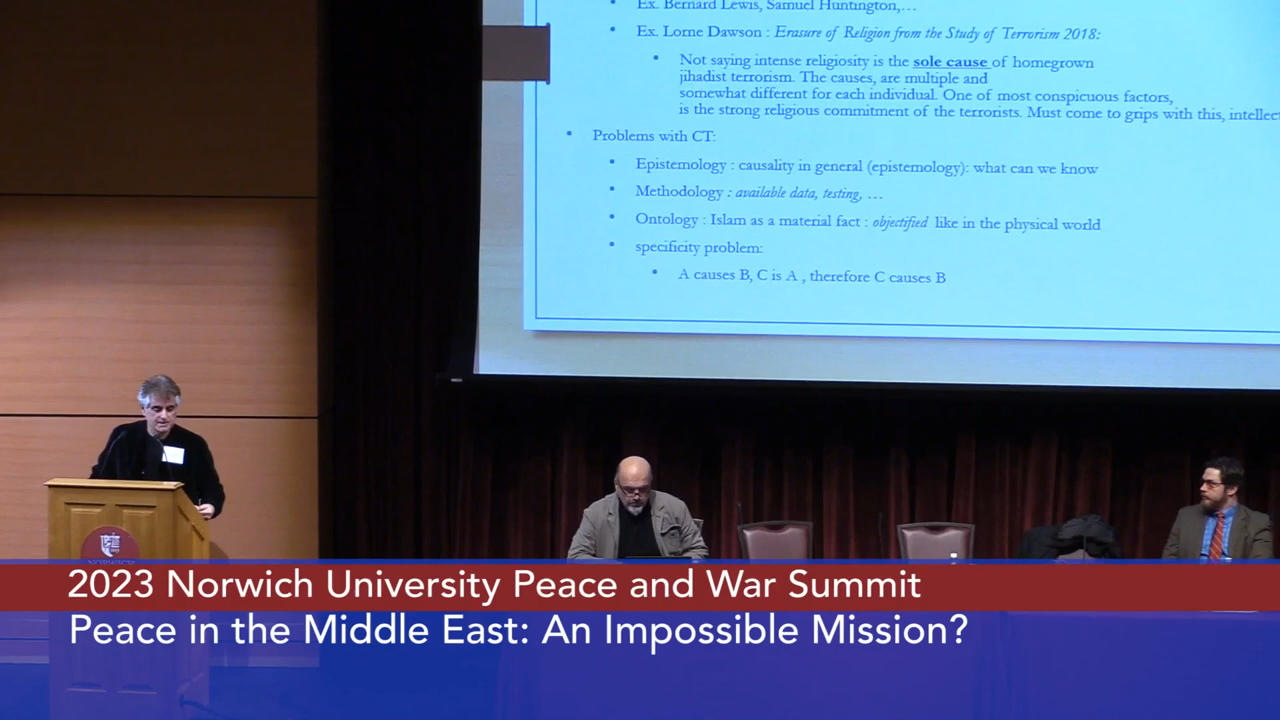 Ex. Bernard Lewis, Samuel Huntington,…
Ex. Lorne Dawson : Erasure of Religion from the Study of Terrorism 2018:
Not saying intense religiosity is the sole cause of homegrown
jihadist terrorism. The causes, are multiple and
somewhat different for each individual. One of most conspicuous factors,
is the strong religious commitment of the terrorists. Must come to grips with this,
Problems with CT:
Epistemology : causality in general (epistemology): what can we know
Methodology : available data, testing, …
Ontology : Islam as a material fact : objectified like in the physical world
specificity problem:
A causes B, C is A , therefore C causes B
NORWICH
2023 Norwich University Peace and War Summit
Peace in the Middle East: An Impossible Mission?